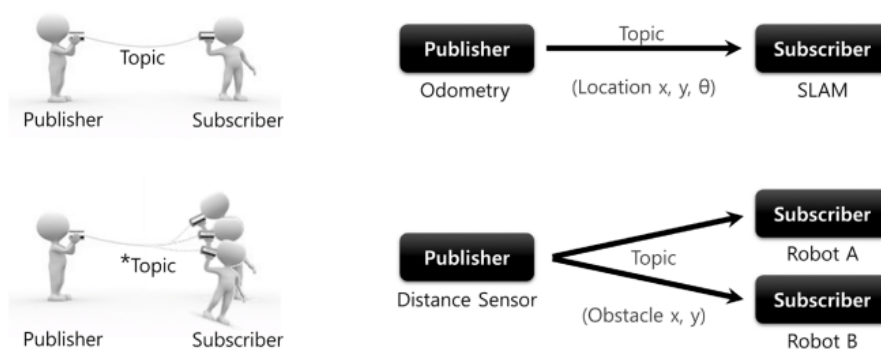 Topic
Publisher
Subscriber
Publisher
Odometry
Topic
(Location x, y, θ)
Subscriber
SLAM
*Topic
Publisher
Subscriber
Publisher
Distance Sensor
Topic
(Obstacle x, y)
Subscriber
Robot A
Subscriber
Robot B